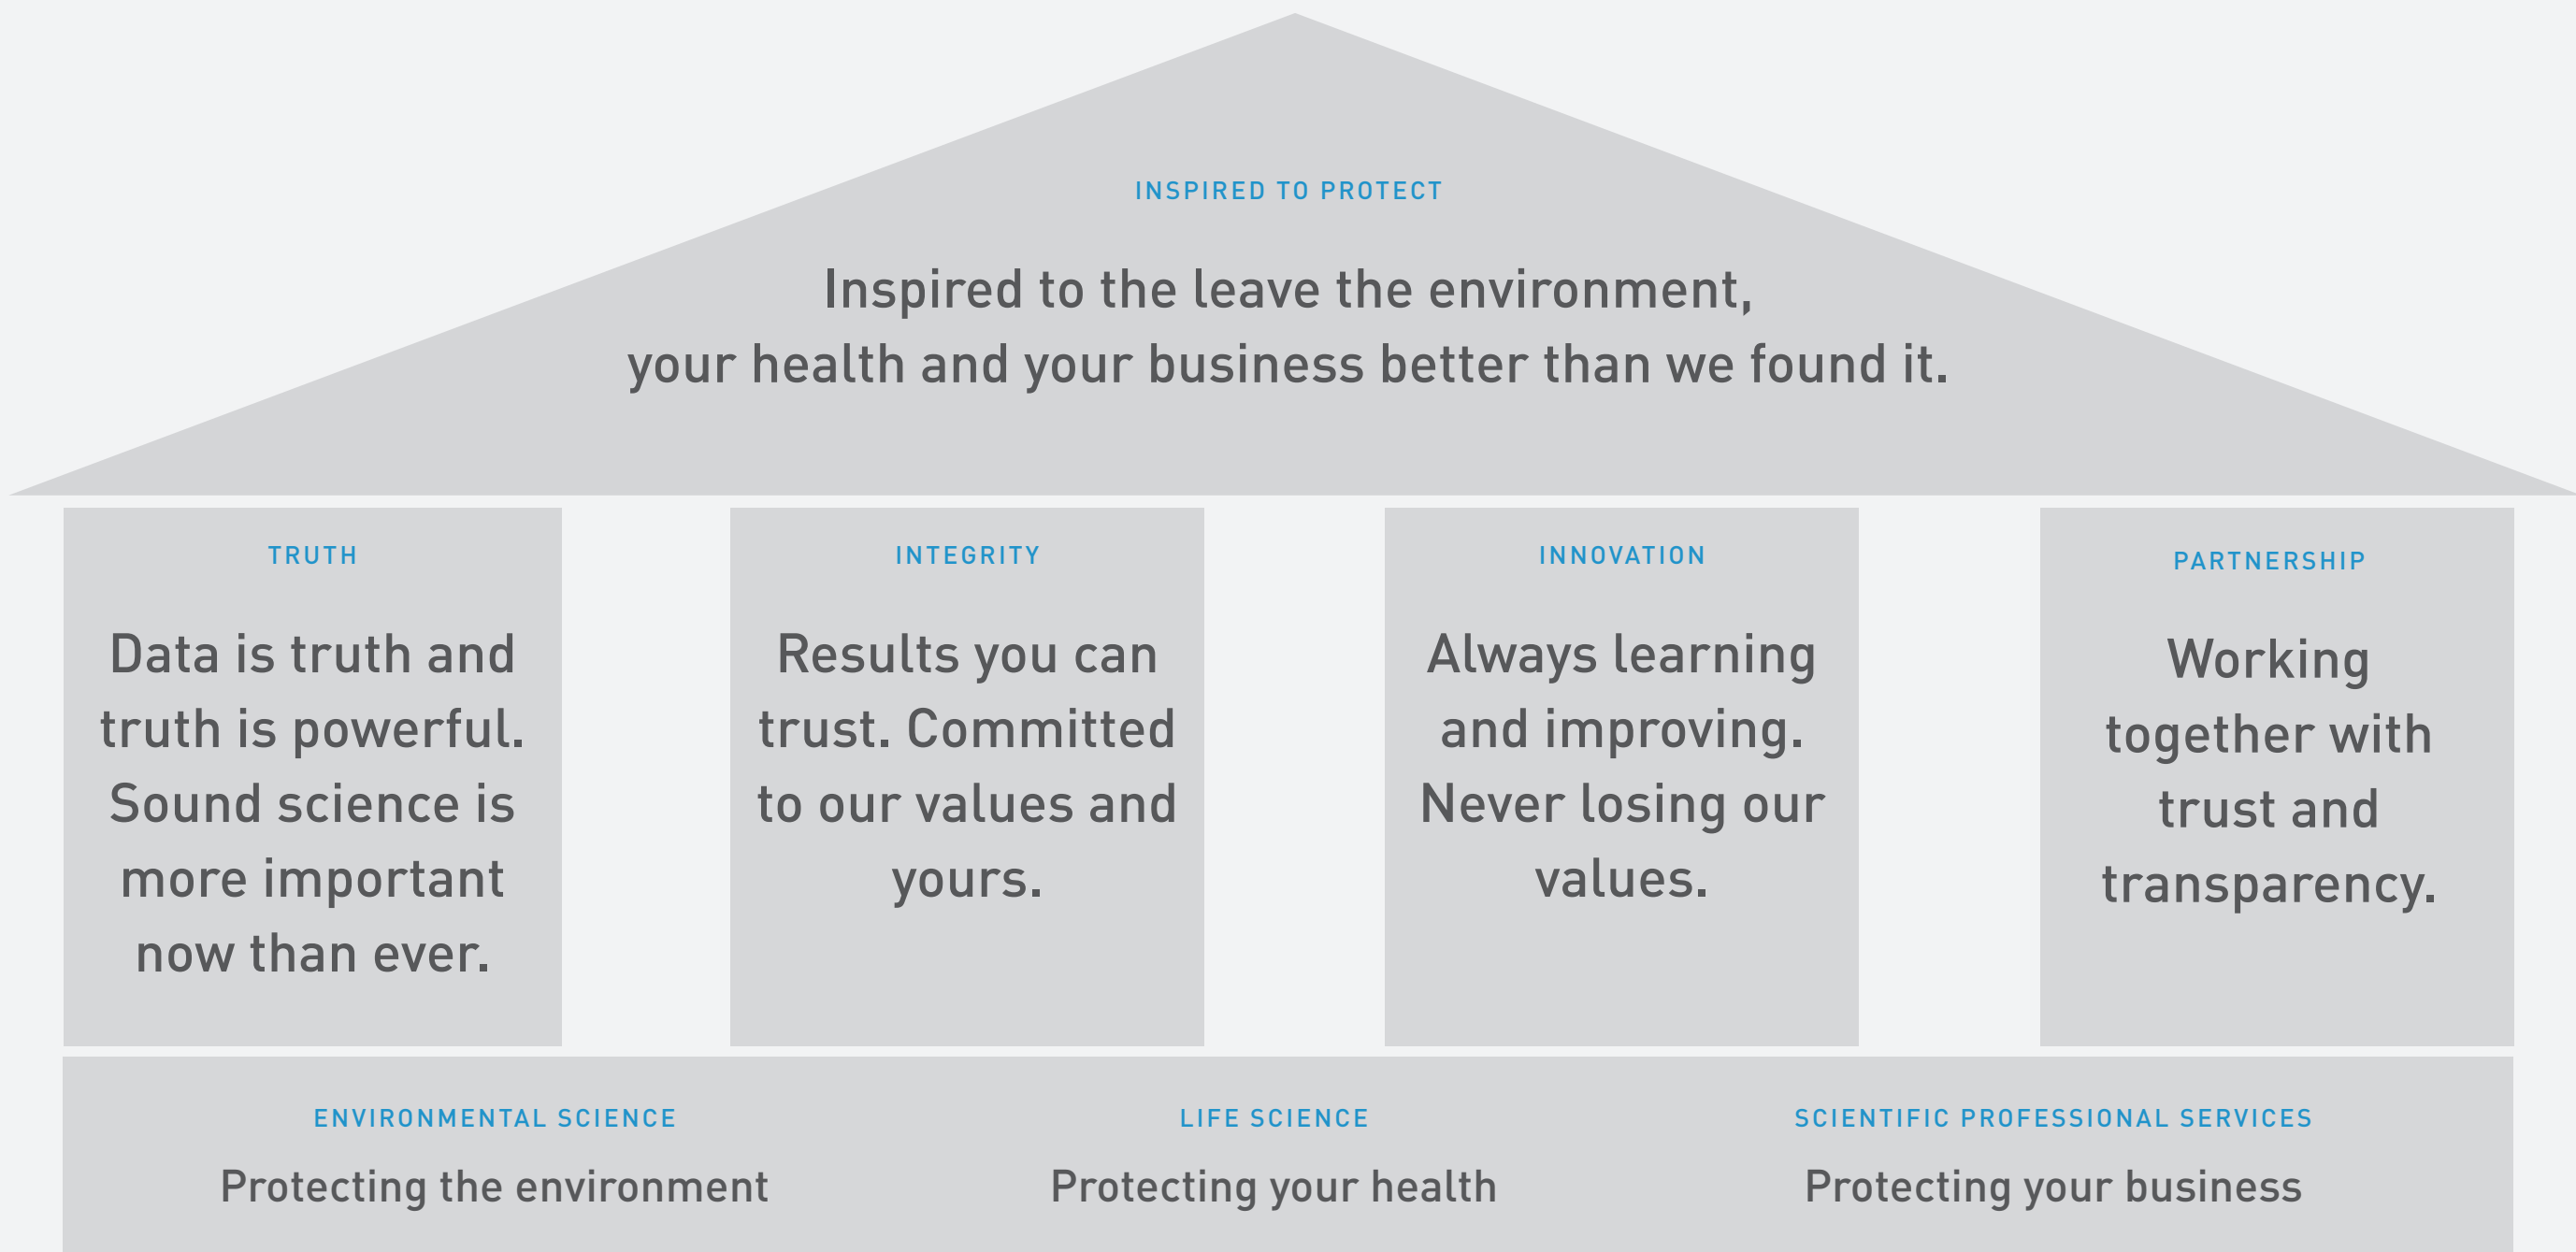 INSPIRED TO PROTECT
Inspired to the leave the environment,
your health and your business better than we found it.
TRUTH
Data is truth and
truth is powerful.
Sound science is
more important
now than ever.
INTEGRITY
Results you can
trust. Committed
to our values and
yours.
INNOVATION
Always learning
and improving.
Never losing our
values.
PARTNERSHIP
Working
together with
trust and
transparency.
ENVIRONMENTAL SCIENCE
Protecting the environment
LIFE SCIENCE
Protecting your health
SCIENTIFIC PROFESSIONAL SERVICES
Protecting your business